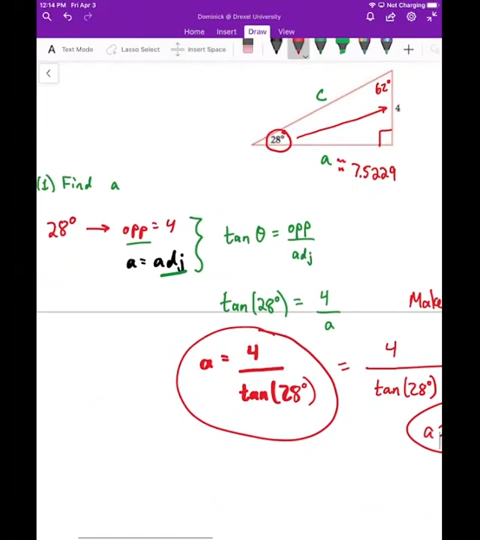 12:14 PM Fri Apr 3
Not Charging
Dominick @ Drexel University
Home Insert Draw View
Text Mode Lasso Select Insert Space
62°
c
4
28°
a ≈ 7.5229
(1) Find a
28° → opp = 4
a = adj
tan θ = opp/adj
tan(28°) = 4/a
Make
a = 4/tan(28°) = 4/tan(28°)
a